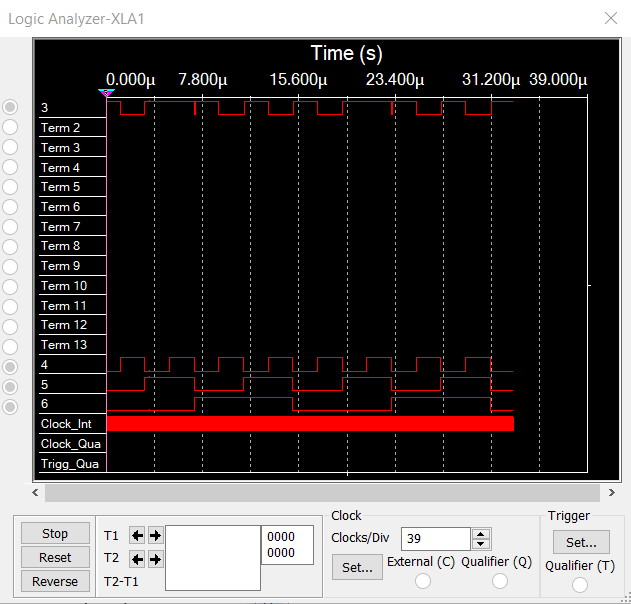 Logic Analyzer-XLA1
Time (s)
0.000µ 7.800µ 15.600µ 23.400µ 31.200µ 39.000µ
3
Term 2
Term 3
Term 4
Term 5
Term 6
Term 7
Term 8
Term 9
Term 10
Term 11
Term 12
Term 13
4
5
6
Clock_Int
Clock_Qua
Trigg_Qua
Stop
Reset
Reverse
T1
T2
T2-T1
0000
0000
Clock
Clocks/Div 39
Set... External (C) Qualifier (Q)
Trigger
Set...
Qualifier (T)